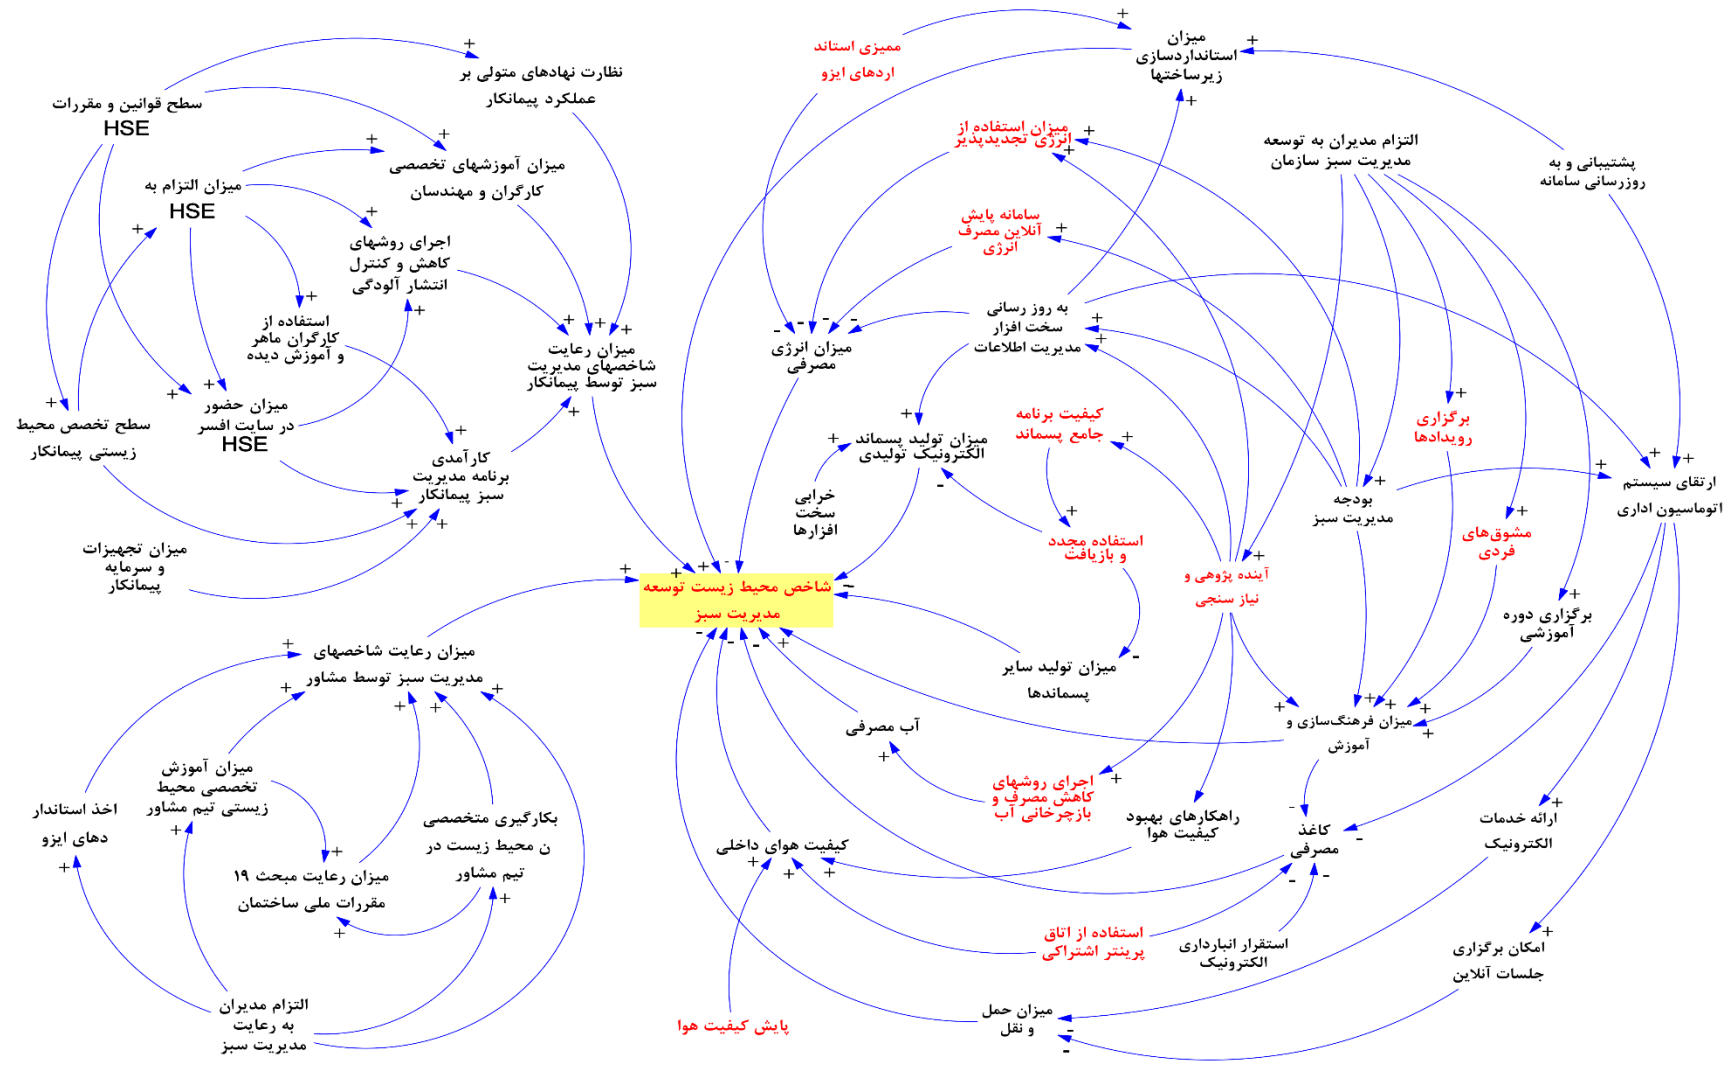 میزان
استانداردسازی
زیرساختها
ممیزی استاند
اردهای ایزو
نظارت نهادهای متولی بر
عملکرد پیمانکار
سطح قوانین و مقررات
HSE
میزان استفاده از
انرژی تجدیدپذیر
التزام مدیران به توسعه
مدیریت سبز سازمان
پشتیبانی و به
روزرسانی سامانه
میزان آموزشهای تخصصی
کارگران و مهندسان
میزان التزام به
HSE
سامانه پایش
آنلاین مصرف
انرژی
اجرای روشهای
کاهش و کنترل
انتشار آلودگی
به روز رسانی
سخت افزار
مدیریت اطلاعات
استفاده از
کارگران ماهر
و آموزش دیده
میزان رعایت
شاخصهای مدیریت
سبز توسط پیمانکار
میزان انرژی
مصرفی
میزان حضور
در سایت افسر
HSE
سطح تخصص محیط
زیستی پیمانکار
کیفیت برنامه
جامع پسماند
برگزاری
رویدادها
میزان تولید پسماند
الکترونیک تولیدی
کارآمدی
برنامه مدیریت
سبز پیمانکار
خرابی
سخت
افزارها
بودجه
مدیریت سبز
ارتقای سیستم
اتوماسیون اداری
مشوق‌های
فردی
استفاده مجدد
و بازیافت
میزان تجهیزات
و سرمایه
پیمانکار
آینده پژوهی و
نیاز سنجی
شاخص محیط زیست توسعه
مدیریت سبز
برگزاری دوره
آموزشی
میزان رعایت شاخصهای
مدیریت سبز توسط مشاور
میزان تولید سایر
پسماندها
آب مصرفی
میزان فرهنگ‌سازی و
آموزش
میزان آموزش
تخصصی محیط
زیستی تیم مشاور
اخذ استاندار
دهای ایزو
بکارگیری متخصصی
ن محیط زیست در
تیم مشاور
اجرای روشهای
کاهش مصرف و
بازچرخانی آب
راهکارهای بهبود
کیفیت هوا
کاغذ
مصرفی
ارائه خدمات
الکترونیک
کیفیت هوای داخلی
میزان رعایت مبحث ۱۹
مقررات ملی ساختمان
استفاده از اتاق
پرینتر اشتراکی
استقرار انبارداری
الکترونیک
امکان برگزاری
جلسات آنلاین
التزام مدیران
به رعایت
مدیریت سبز
پایش کیفیت هوا
میزان حمل
و نقل